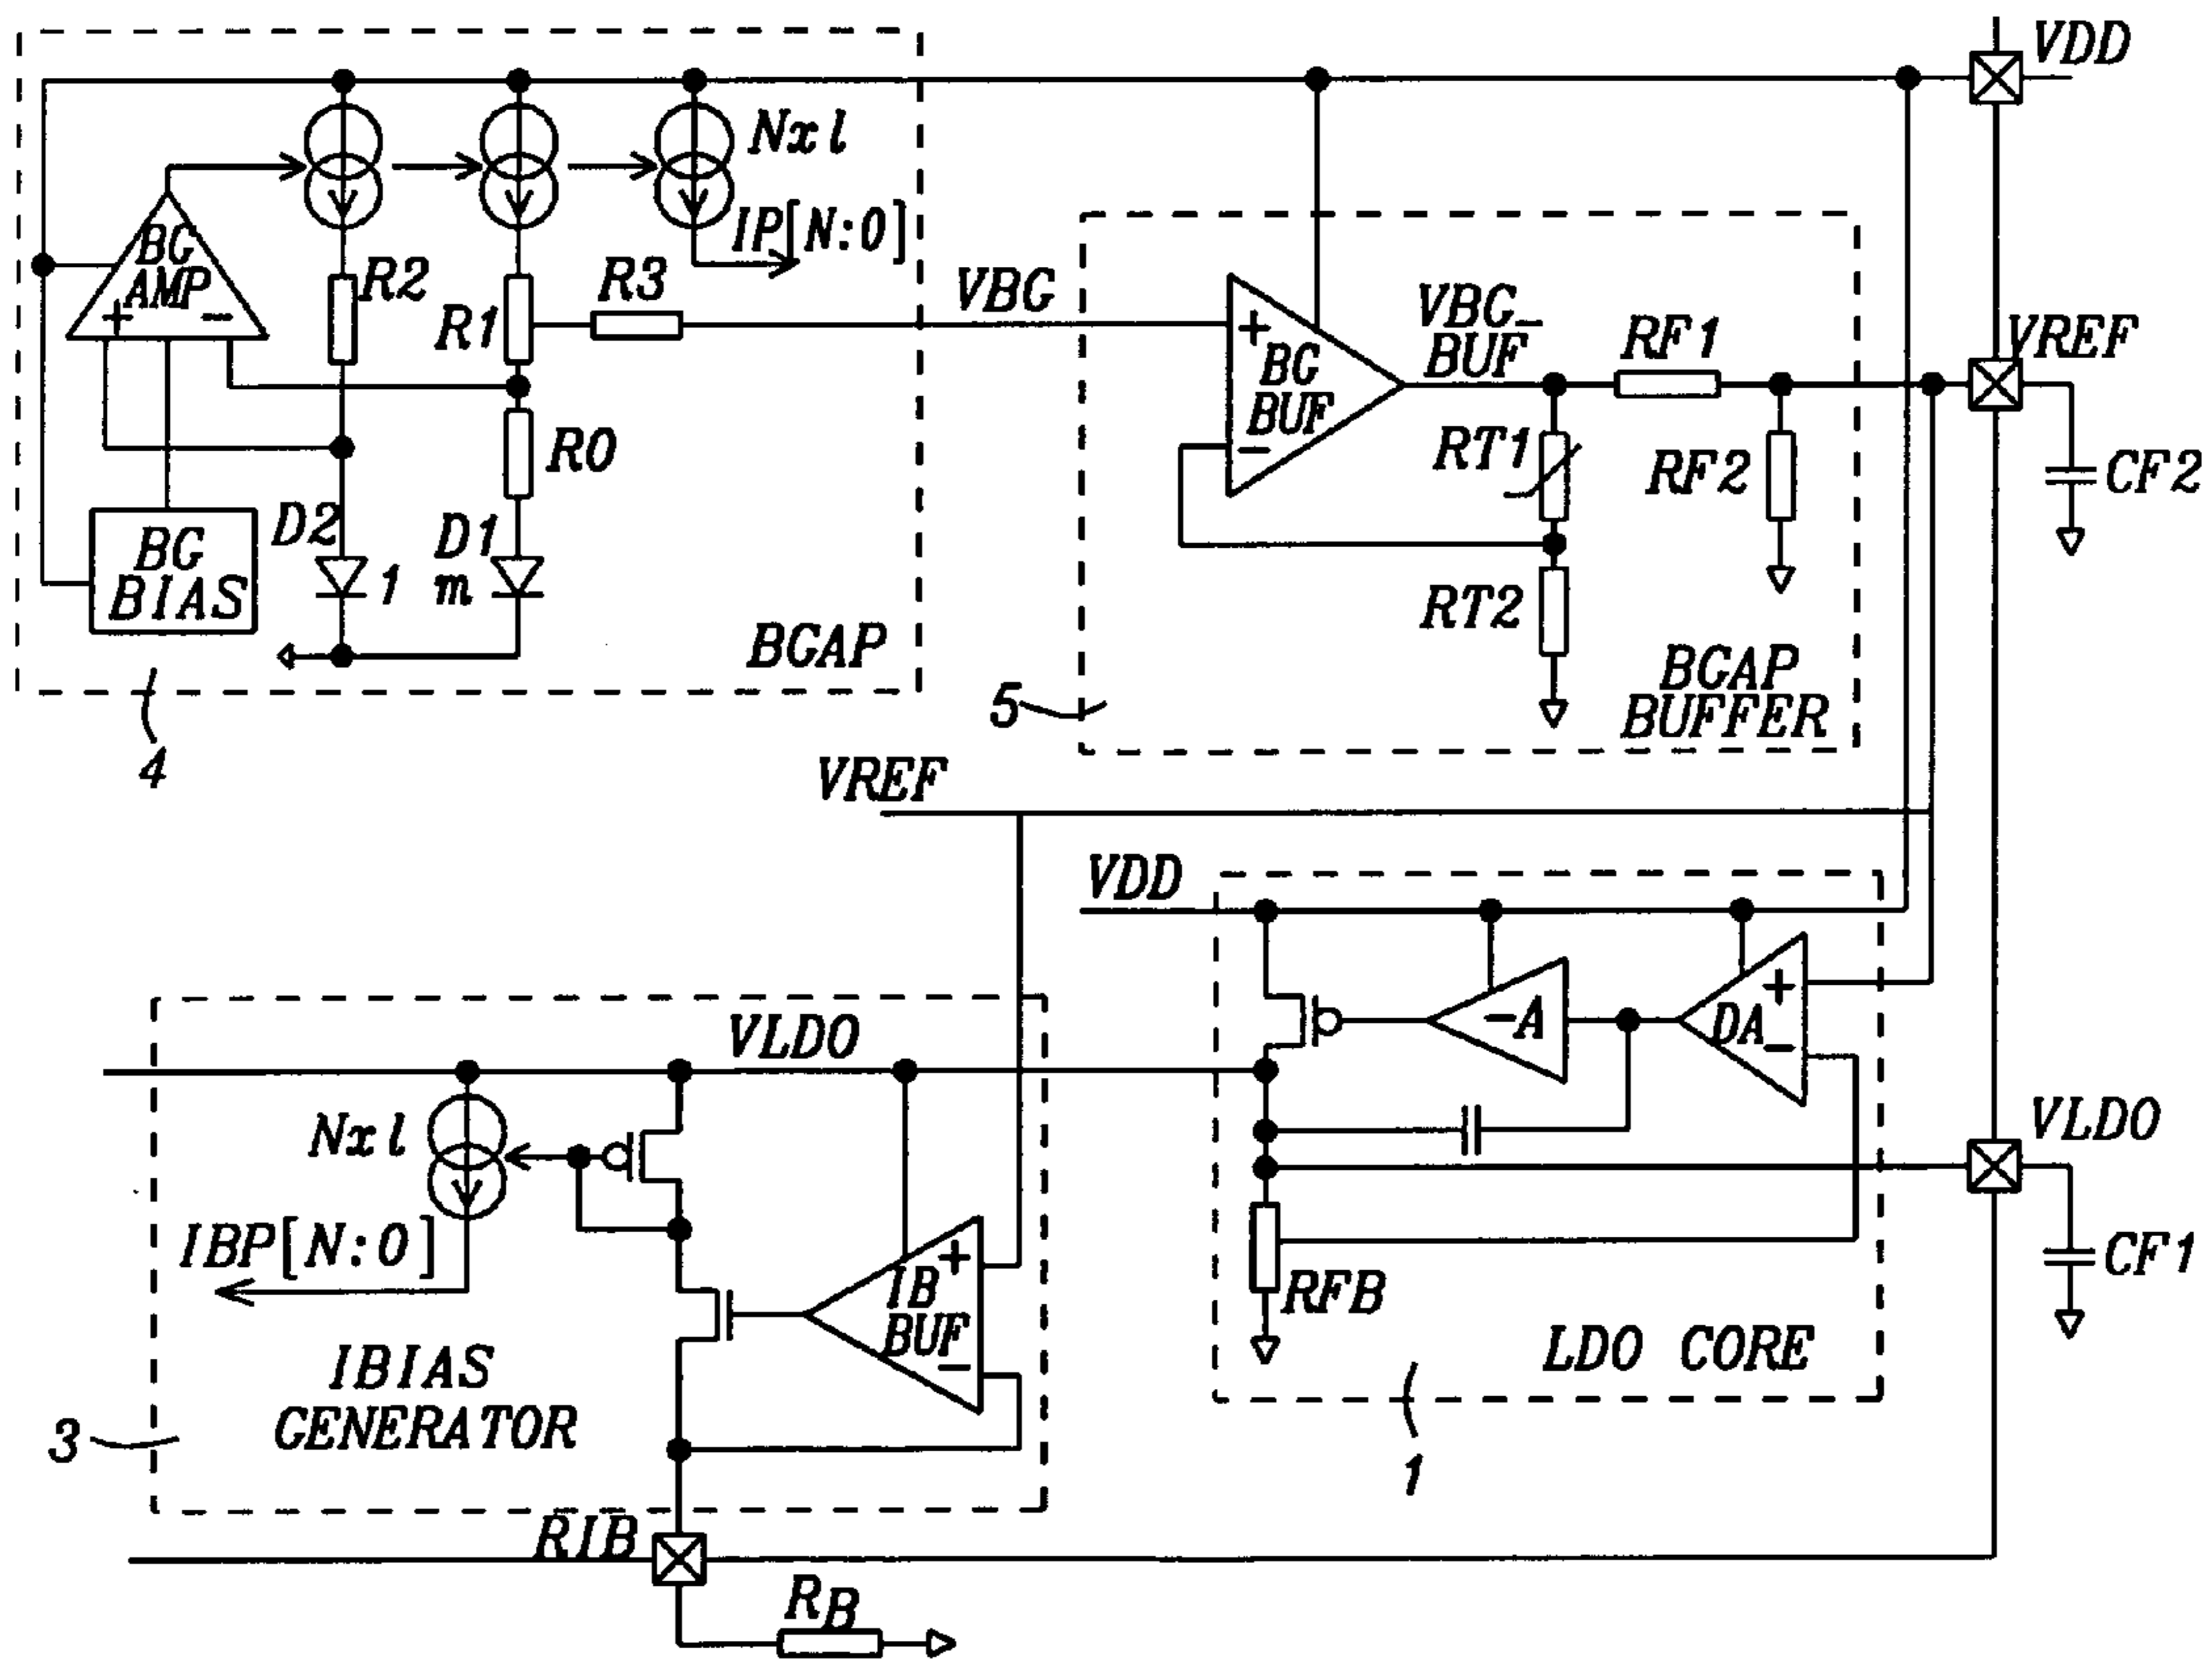 VDD
Nxl
BG
AMP
+ −
IP[N:0]
R2
R1
R3
VBG
R0
D2
D1
1
m
BG
BIAS
BGAP
4
+
BG
BUF
−
VBG_
BUF
RF1
VREF
RT1
RF2
CF2
RT2
BGAP
BUFFER
5
VREF
VDD
+
DA
−
-A
VLDO
Nxl
VLDO
IBP[N:0]
+
IB
BUF
−
RFB
CF1
IBIAS
GENERATOR
3
LDO CORE
1
RIB
RB